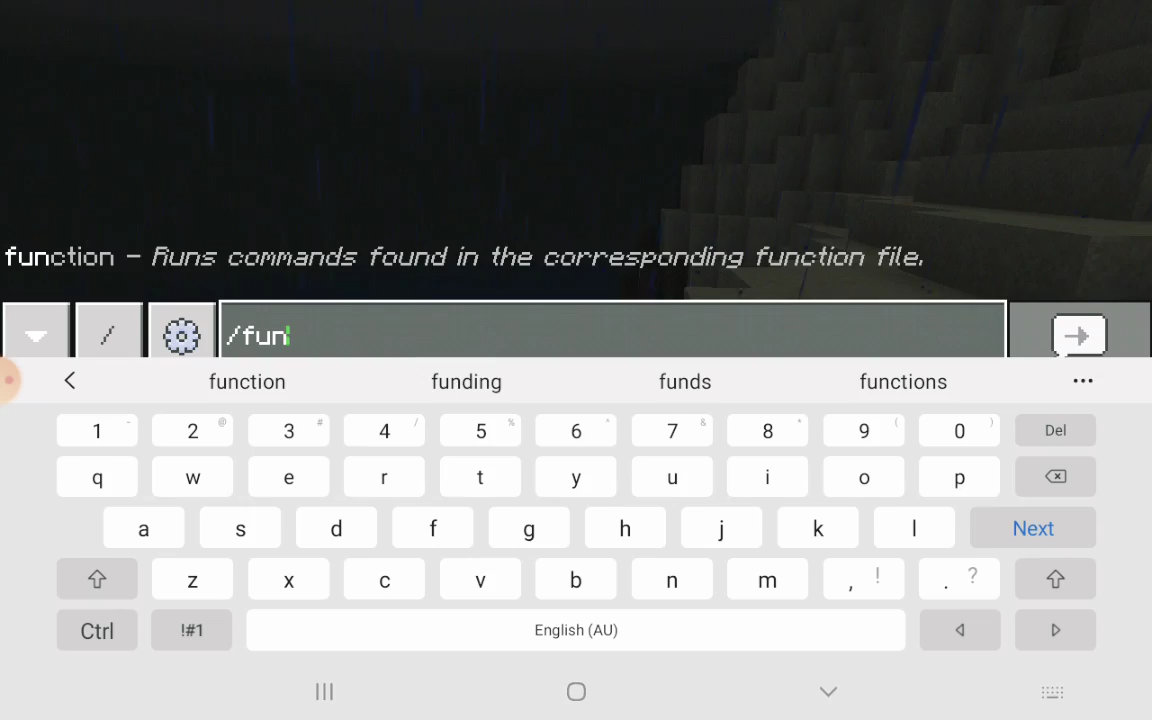 function – Runs commands found in the corresponding function file.
/ /fun
function funding funds functions ...
1 - 2 @ 3 # 4 / 5 % 6 ^ 7 & 8 * 9 ( 0 ) Del
q w e r t y u i o p
a s d f g h j k l Next
z x c v b n m , ! . ?
Ctrl !#1 English (AU)